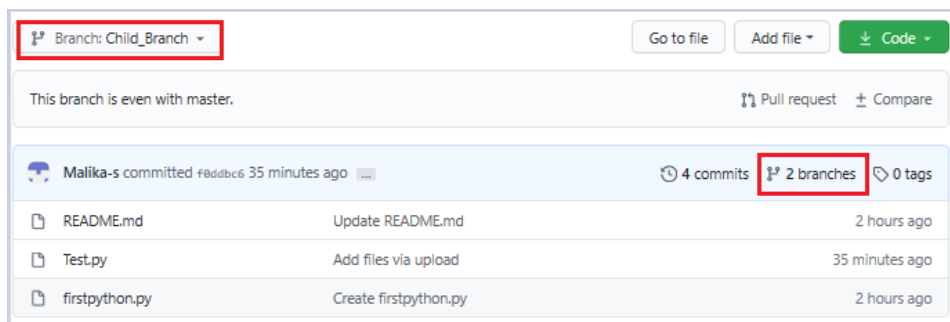 Branch: Child_Branch Go to file Add file Code
This branch is even with master. Pull request Compare
Malika-s committed f0ddbc6 35 minutes ago ... 4 commits 2 branches 0 tags
README.md Update README.md 2 hours ago
Test.py Add files via upload 35 minutes ago
firstpython.py Create firstpython.py 2 hours ago